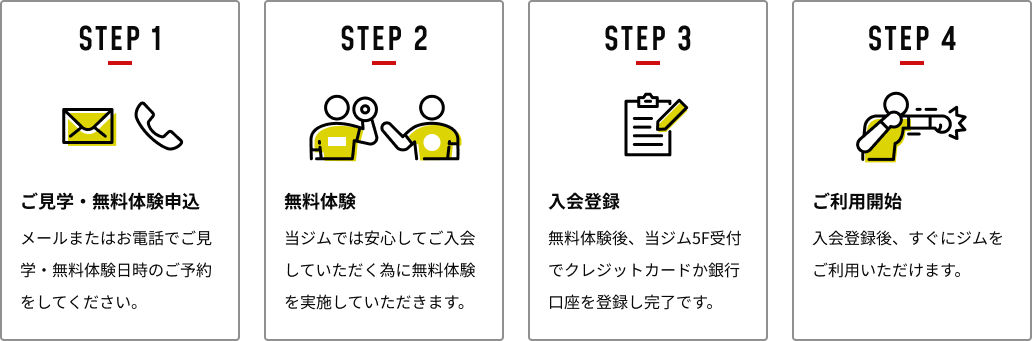 STEP 1
ご見学・無料体験申込
メールまたはお電話でご見
学・無料体験日時のご予約
をしてください。
STEP 2
無料体験
当ジムでは安心してご入会
していただく為に無料体験
を実施していただきます。
STEP 3
入会登録
無料体験後、当ジム5F受付
でクレジットカードか銀行
口座を登録し完了です。
STEP 4
ご利用開始
入会登録後、すぐにジムを
ご利用いただけます。